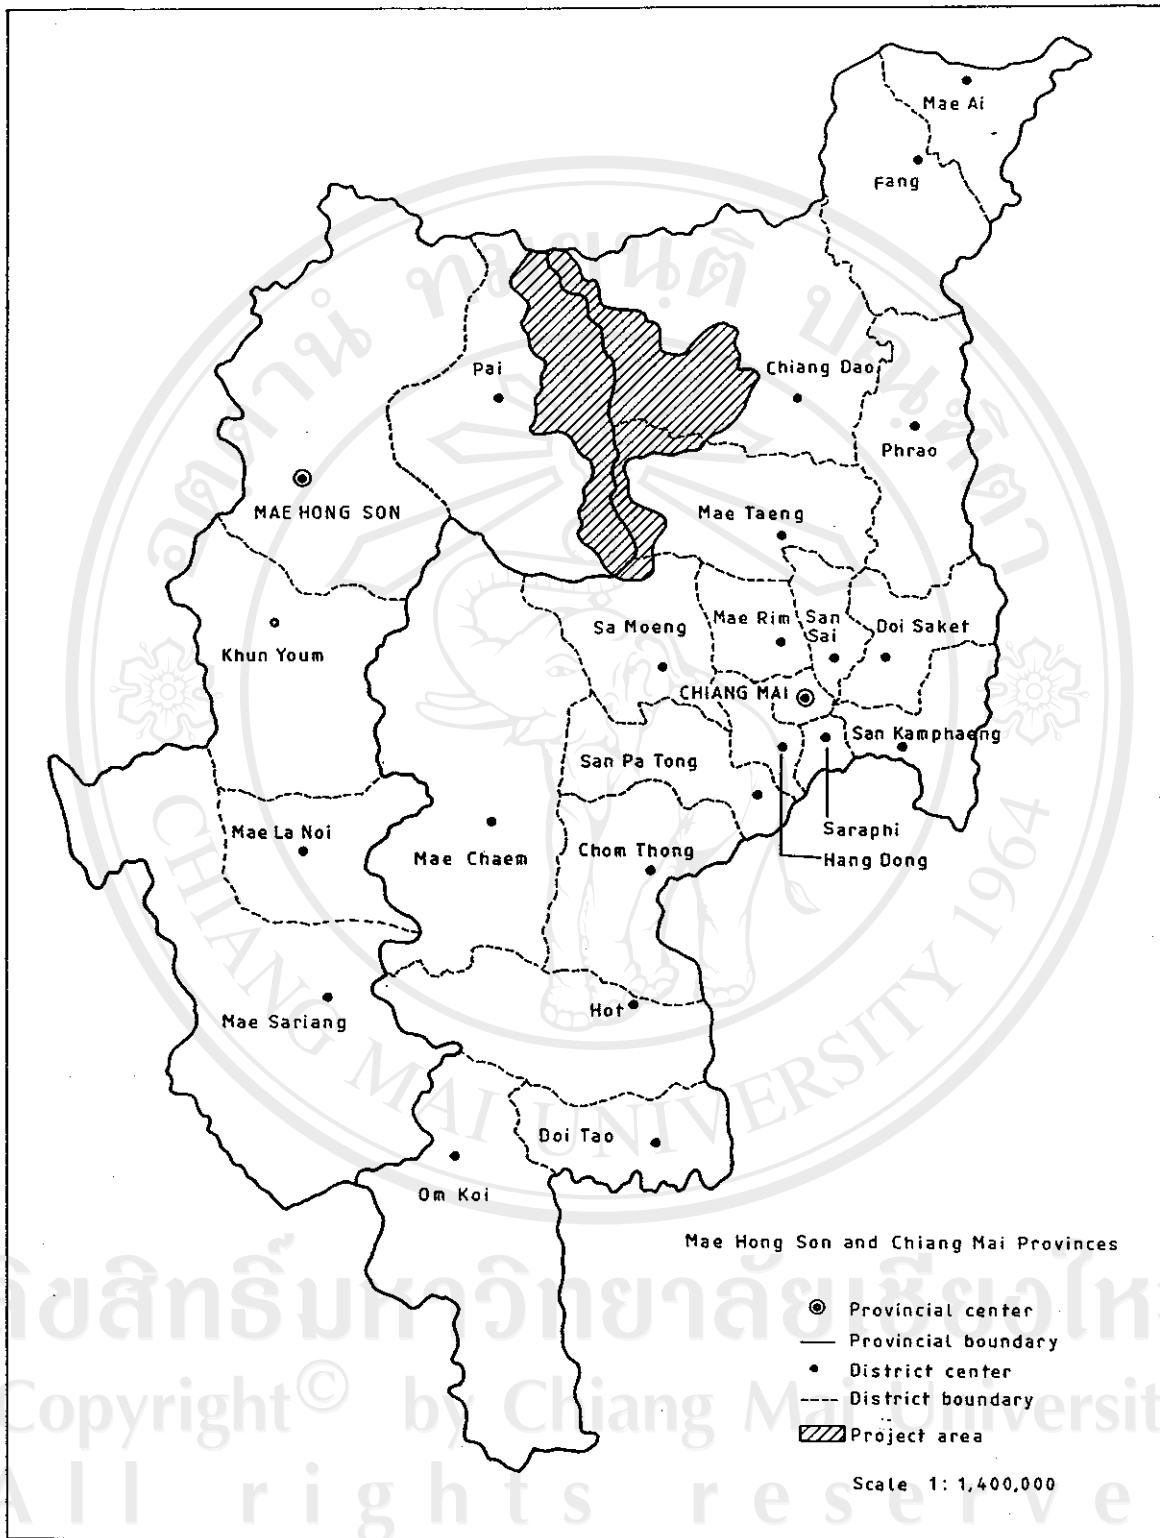 Mae Ai
Fang
Pai
Chiang Dao
Phrao
MAE HONG SON
Mae Taeng
Khun Youm
Sa Moeng
Mae Rim
San
Sai
Doi Saket
CHIANG MAI
San Pa Tong
San Kamphaeng
Mae La Noi
Mae Chaem
Chom Thong
Saraphi
Hang Dong
Mae Sariang
Hot
Doi Tao
Om Koi
CHIANG MAI UNIVERSITY 1964
Mae Hong Son and Chiang Mai Provinces
Provincial center
Provincial boundary
District center
District boundary
Project area
Scale 1: 1,400,000
Copyright© by Chiang Mai Universit
All rights reserve